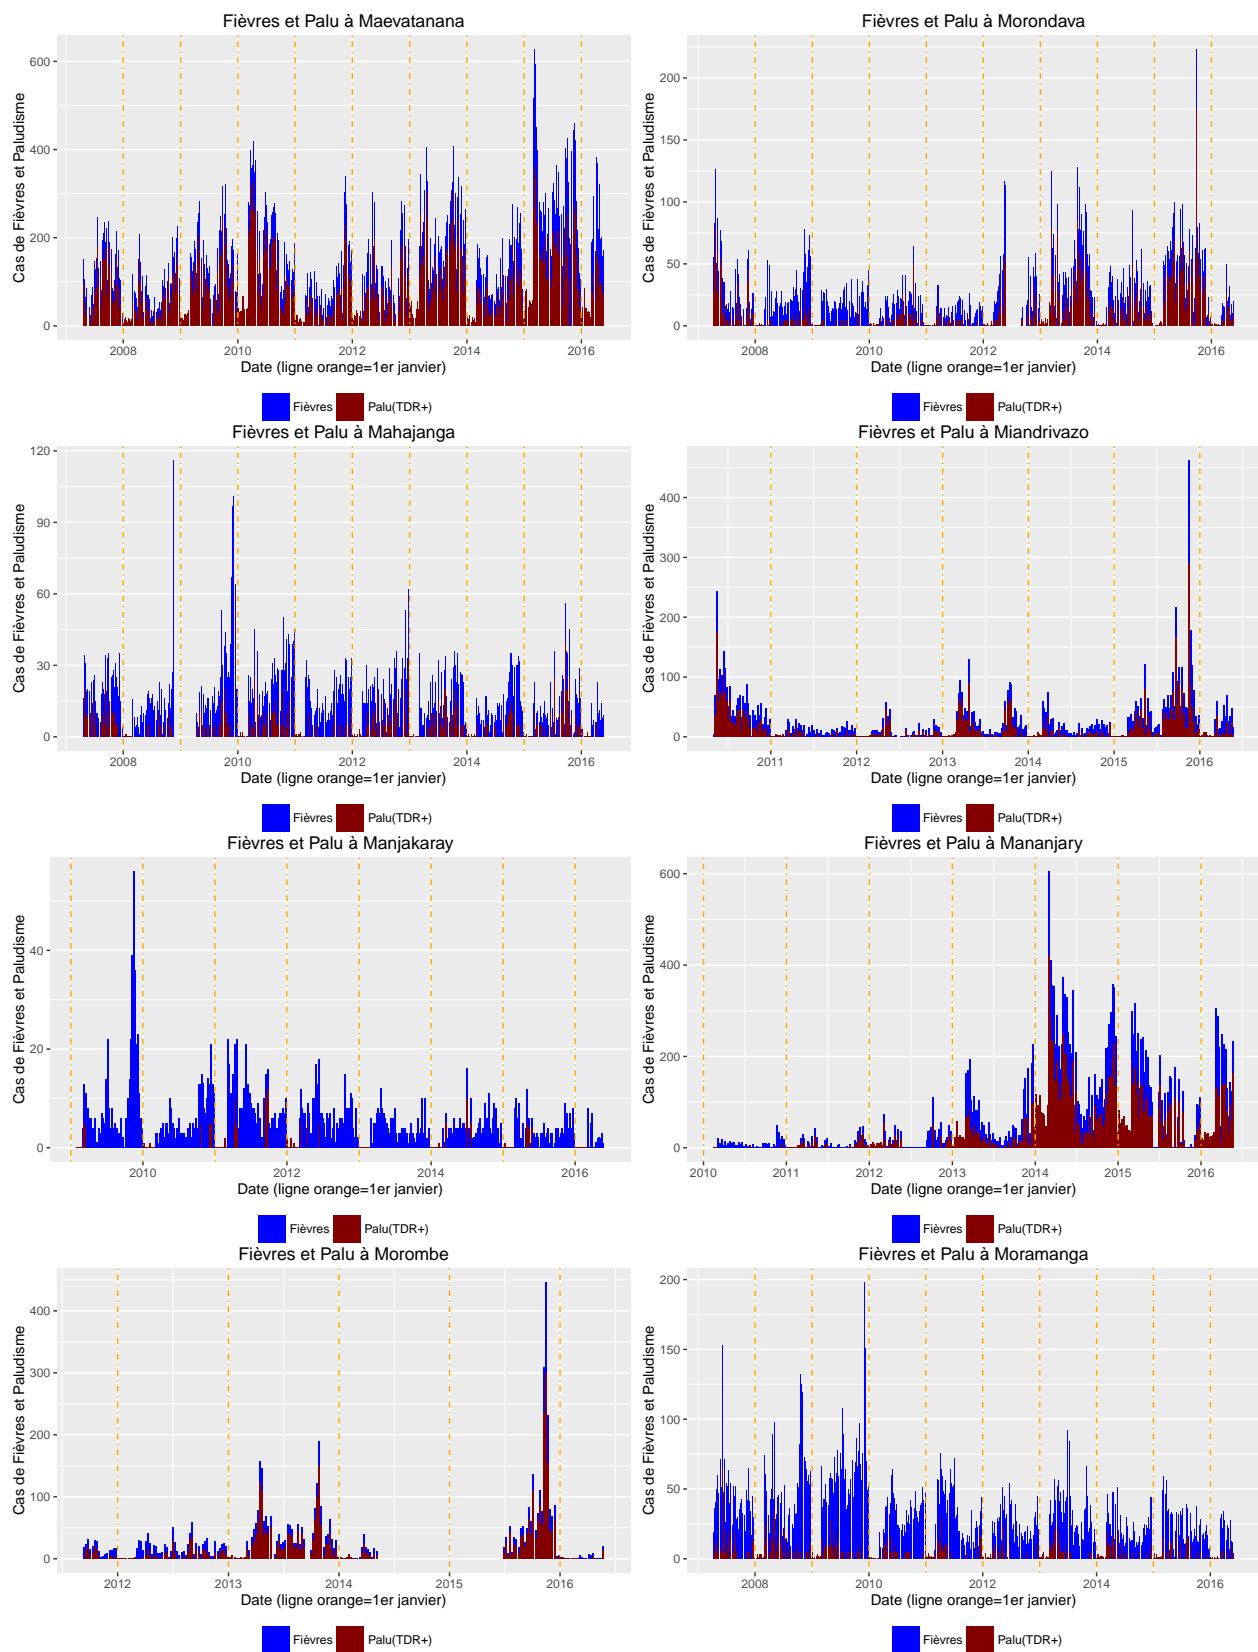 Fièvres et Palu à Maevatanana
Cas de Fièvres et Paludisme
600
400
200
0
2008 2010 2012 2014 2016
Date (ligne orange=1er janvier)
Fièvres Palu(TDR+)
Fièvres et Palu à Morondava
Cas de Fièvres et Paludisme
200
150
100
50
0
2008 2010 2012 2014 2016
Date (ligne orange=1er janvier)
Fièvres Palu(TDR+)
Fièvres et Palu à Mahajanga
Cas de Fièvres et Paludisme
120
90
60
30
0
2008 2010 2012 2014 2016
Date (ligne orange=1er janvier)
Fièvres Palu(TDR+)
Fièvres et Palu à Miandrivazo
Cas de Fièvres et Paludisme
400
300
200
100
0
2011 2012 2013 2014 2015 2016
Date (ligne orange=1er janvier)
Fièvres Palu(TDR+)
Fièvres et Palu à Manjakaray
Cas de Fièvres et Paludisme
40
20
0
2010 2012 2014 2016
Date (ligne orange=1er janvier)
Fièvres Palu(TDR+)
Fièvres et Palu à Mananjary
Cas de Fièvres et Paludisme
600
400
200
0
2010 2011 2012 2013 2014 2015 2016
Date (ligne orange=1er janvier)
Fièvres Palu(TDR+)
Fièvres et Palu à Morombe
Cas de Fièvres et Paludisme
400
300
200
100
0
2012 2013 2014 2015 2016
Date (ligne orange=1er janvier)
Fièvres Palu(TDR+)
Fièvres et Palu à Moramanga
Cas de Fièvres et Paludisme
200
150
100
50
0
2008 2010 2012 2014 2016
Date (ligne orange=1er janvier)
Fièvres Palu(TDR+)